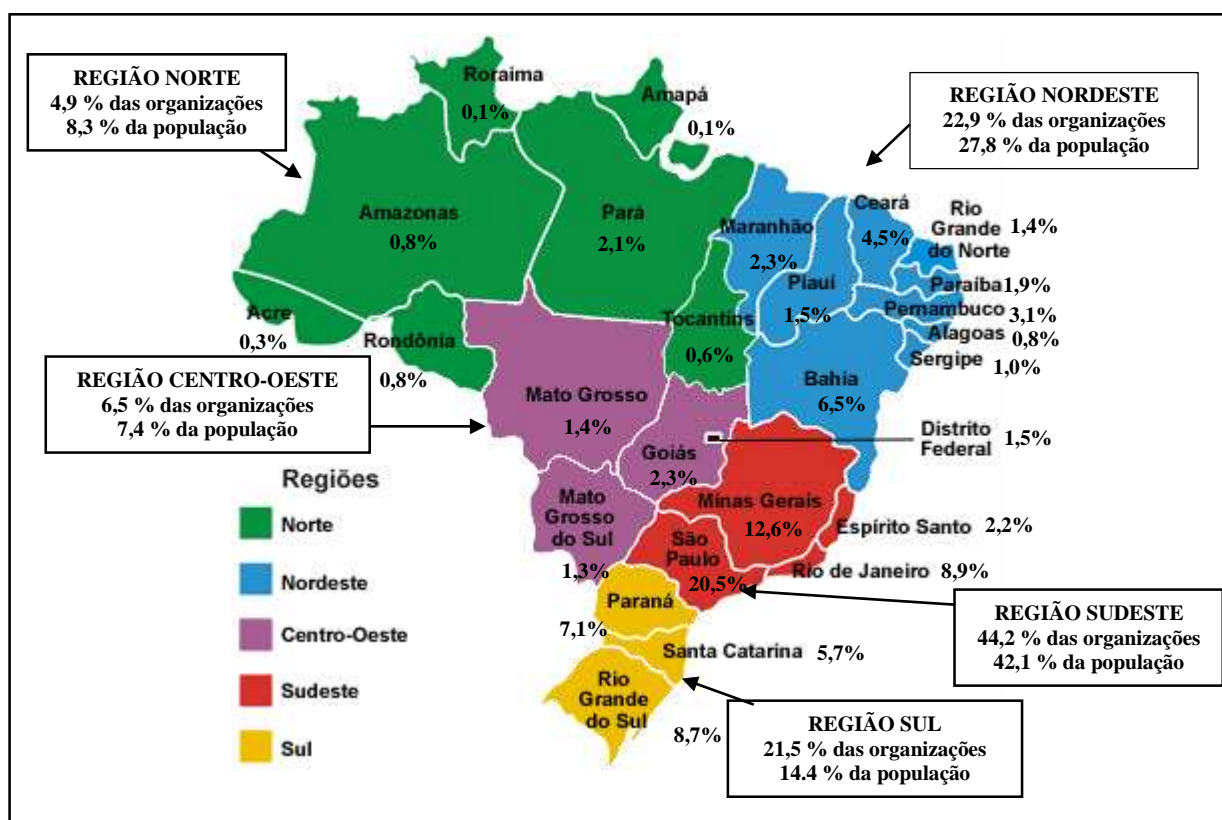 REGIÃO NORTE
4,9 % das organizações
8,3 % da população
REGIÃO NORDESTE
22,9 % das organizações
27,8 % da população
Roraima
0,1%
Amapá
0,1%
Amazonas
0,8%
Pará
2,1%
Maranhão
2,3%
Ceará
4,5%
Rio
Grande
do Norte
1,4%
Piauí
1,5%
Paraíba 1,9%
Pernambuco
3,1%
Alagoas
0,8%
Sergipe
1,0%
Acre
0,3%
Rondônia
0,8%
Tocantins
0,6%
Bahia
6,5%
REGIÃO CENTRO-OESTE
6,5 % das organizações
7,4 % da população
Mato Grosso
1,4%
Goiás
2,3%
Distrito
Federal
1,5%
Mato
Grosso
do Sul
1,3%
Minas Gerais
12,6%
Espírito Santo 2,2%
São
Paulo
20,5%
Rio de Janeiro 8,9%
Paraná
7,1%
Santa Catarina 5,7%
Rio
Grande
do Sul
8,7%
REGIÃO SUDESTE
44,2 % das organizações
42,1 % da população
REGIÃO SUL
21,5 % das organizações
14.4 % da população
Regiões
Norte
Nordeste
Centro-Oeste
Sudeste
Sul